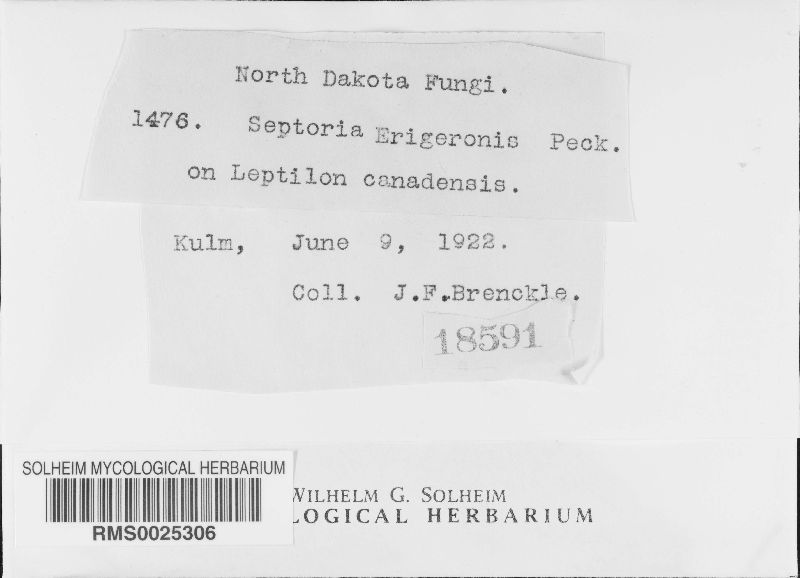 North Dakota Fungi.
1476. Septoria Erigeronis Peck.
on Leptilon canadensis.
Kulm, June 9, 1922.
Coll. J.F.Brenckle.
18591
SOLHEIM MYCOLOGICAL HERBARIUM
RMS0025306
WILHELM G. SOLHEIM
LOGICAL HERBARIUM